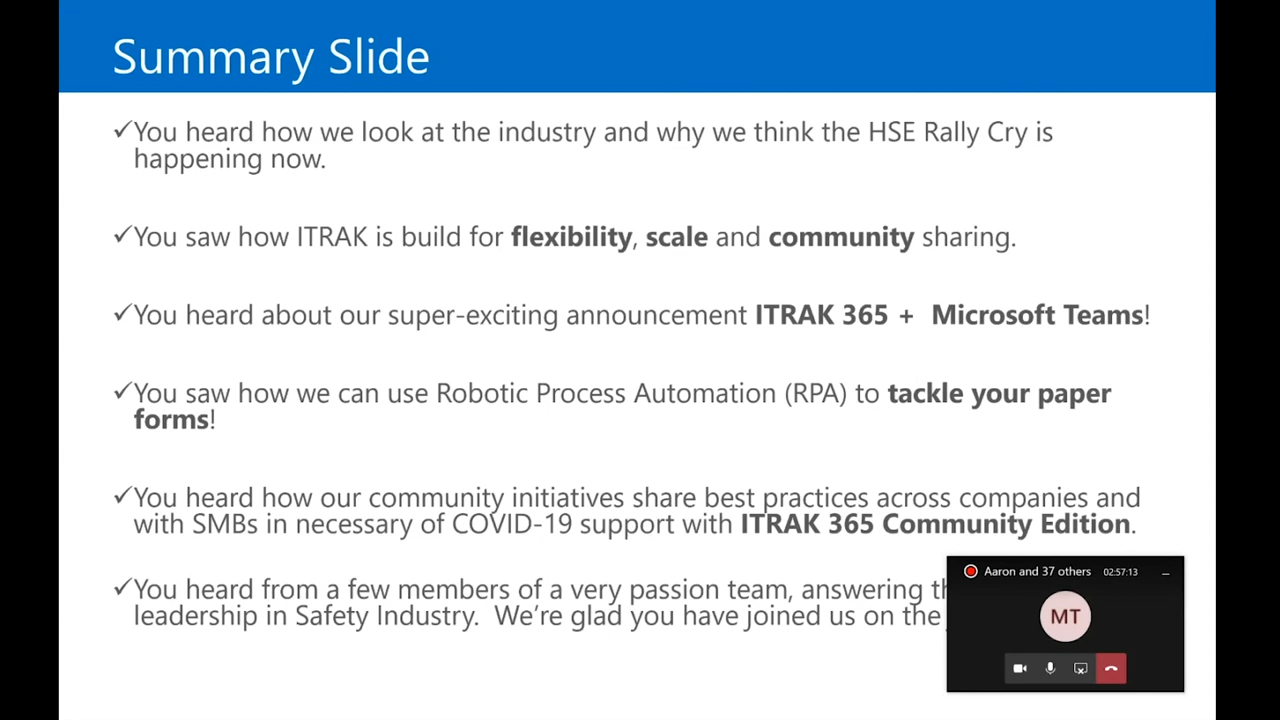 Summary Slide
✓You heard how we look at the industry and why we think the HSE Rally Cry is
happening now.
✓You saw how ITRAK is build for flexibility, scale and community sharing.
✓You heard about our super-exciting announcement ITRAK 365 +  Microsoft Teams!
✓You saw how we can use Robotic Process Automation (RPA) to tackle your paper
forms!
✓You heard how our community initiatives share best practices across companies and
with SMBs in necessary of COVID-19 support with ITRAK 365 Community Edition.
✓You heard from a few members of a very passion team, answering
leadership in Safety Industry.  We're glad you have joined us on the
Aaron and 37 others 02:57:13
MT